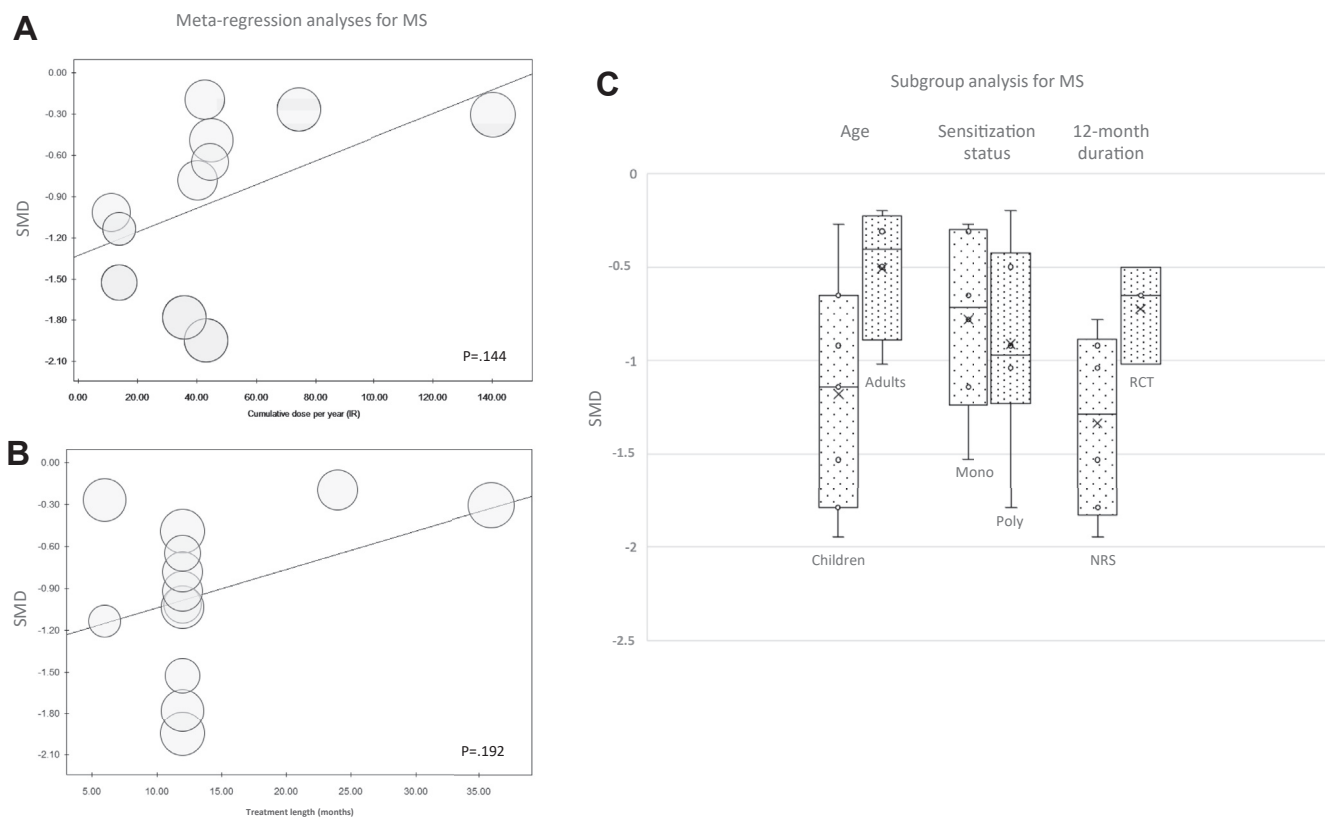 A
Meta-regression analyses for MS
SMD
0.00
-0.30
-0.60
-0.90
-1.20
-1.50
-1.80
-2.10
P=.144
0.00 20.00 40.00 60.00 80.00 100.00 120.00 140.00
Cumulative dose per year (IR)
B
SMD
0.00
-0.30
-0.60
-0.90
-1.20
-1.50
-1.80
-2.10
P=.192
5.00 10.00 15.00 20.00 25.00 30.00 35.00
Treatment length (months)
C
Subgroup analysis for MS
Age
Sensitization
status
12-month
duration
SMD
0
-0.5
-1
-1.5
-2
-2.5
Children
Adults
Mono
Poly
NRS
RCT